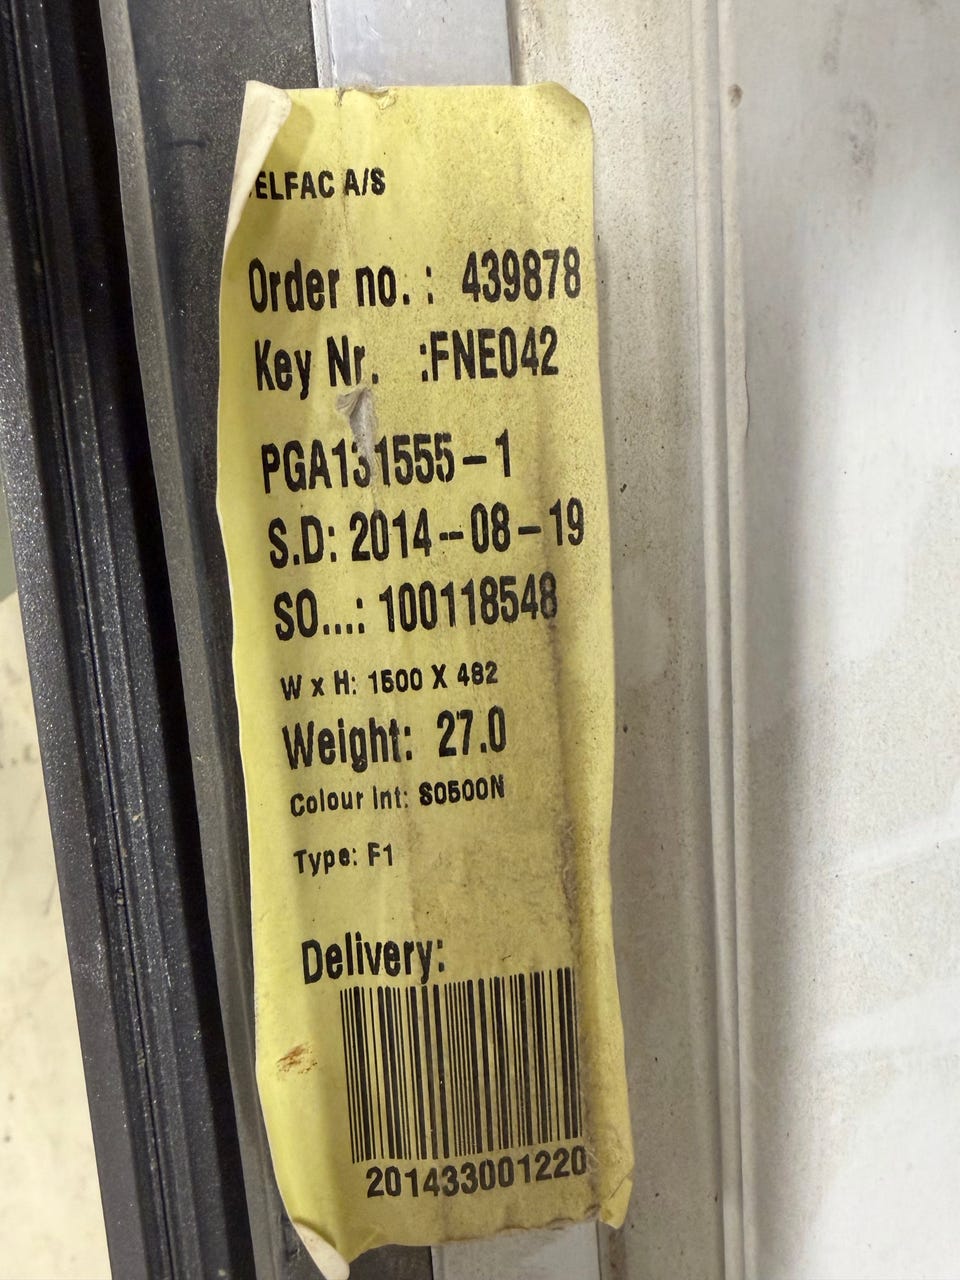 ELFAC A/S
Order no. : 439878
Key Nr. :FNE042
PGA131555-1
S.D: 2014-08-19
SO...: 100118548
W x H: 1500 X 482
Weight: 27.0
Colour Int: S0500N
Type: F1
Delivery:
201433001220